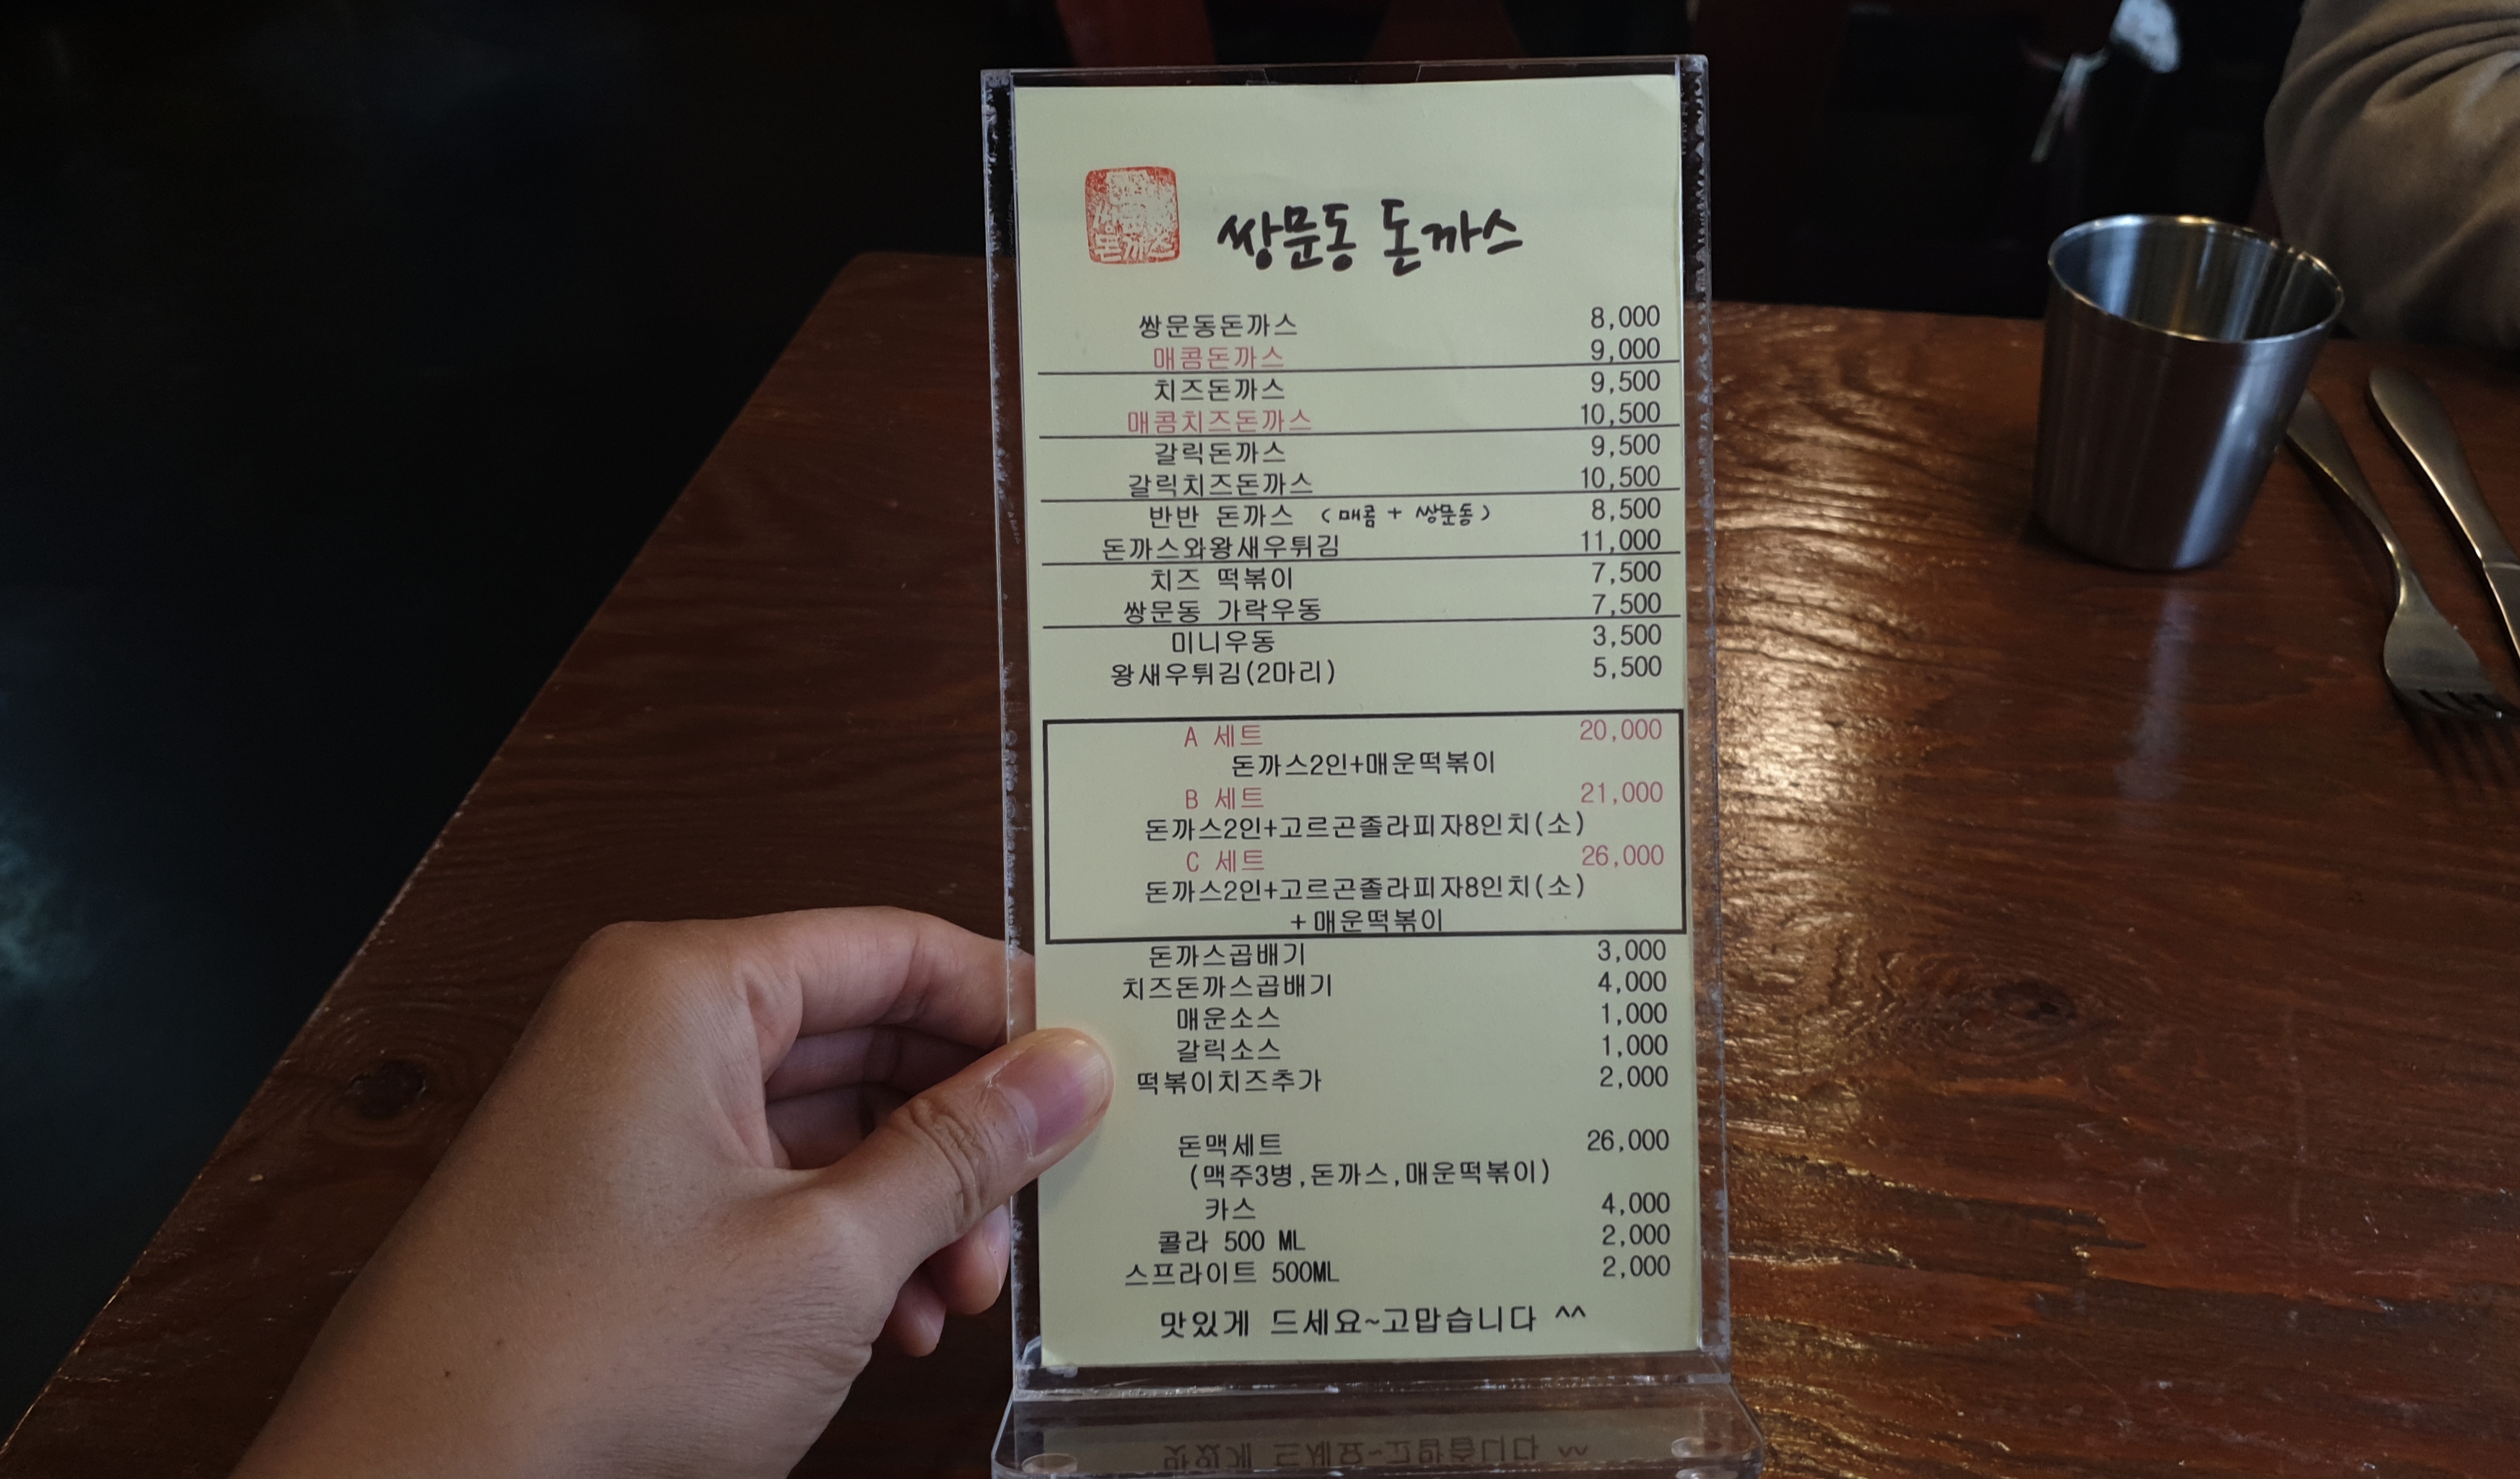 쌍문동 돈까스
쌍문동돈까스 8,000
매콤돈까스 9,000
치즈돈까스 9,500
매콤치즈돈까스 10,500
갈릭돈까스 9,500
갈릭치즈돈까스 10,500
반반 돈까스 (매콤 + 쌍문동) 8,500
돈까스와왕새우튀김 11,000
치즈 떡볶이 7,500
쌍문동 가락우동 7,500
미니우동 3,500
왕새우튀김(2마리) 5,500
A 세트 20,000
돈까스2인+매운떡볶이
B 세트 21,000
돈까스2인+고르곤졸라피자8인치(소)
C 세트 26,000
돈까스2인+고르곤졸라피자8인치(소)
+매운떡볶이
돈까스곱배기 3,000
치즈돈까스곱배기 4,000
매운소스 1,000
갈릭소스 1,000
떡볶이치즈추가 2,000
돈맥세트 26,000
(맥주3병,돈까스,매운떡볶이)
카스 4,000
콜라 500 ML 2,000
스프라이트 500ML 2,000
맛있게 드세요~고맙습니다 ^^